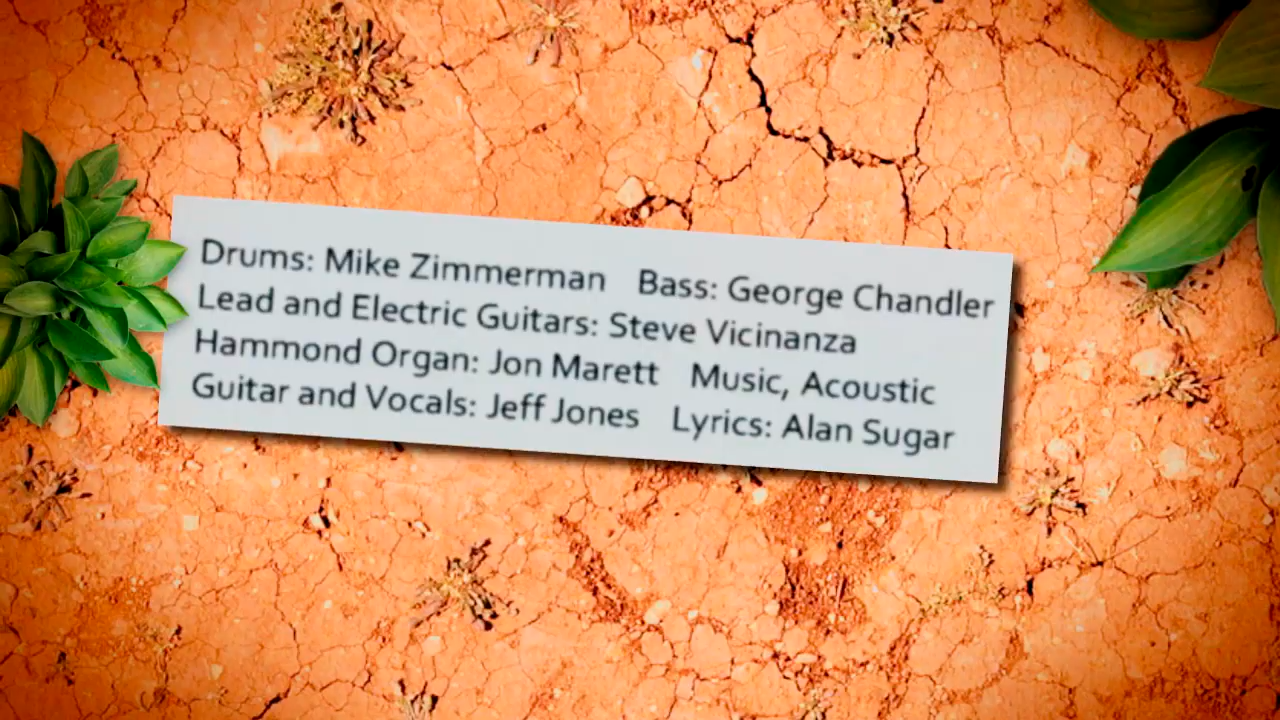 Drums: Mike Zimmerman Bass: George Chandler
Lead and Electric Guitars: Steve Vicinanza
Hammond Organ: Jon Marett Music, Acoustic
Guitar and Vocals: Jeff Jones Lyrics: Alan Sugar